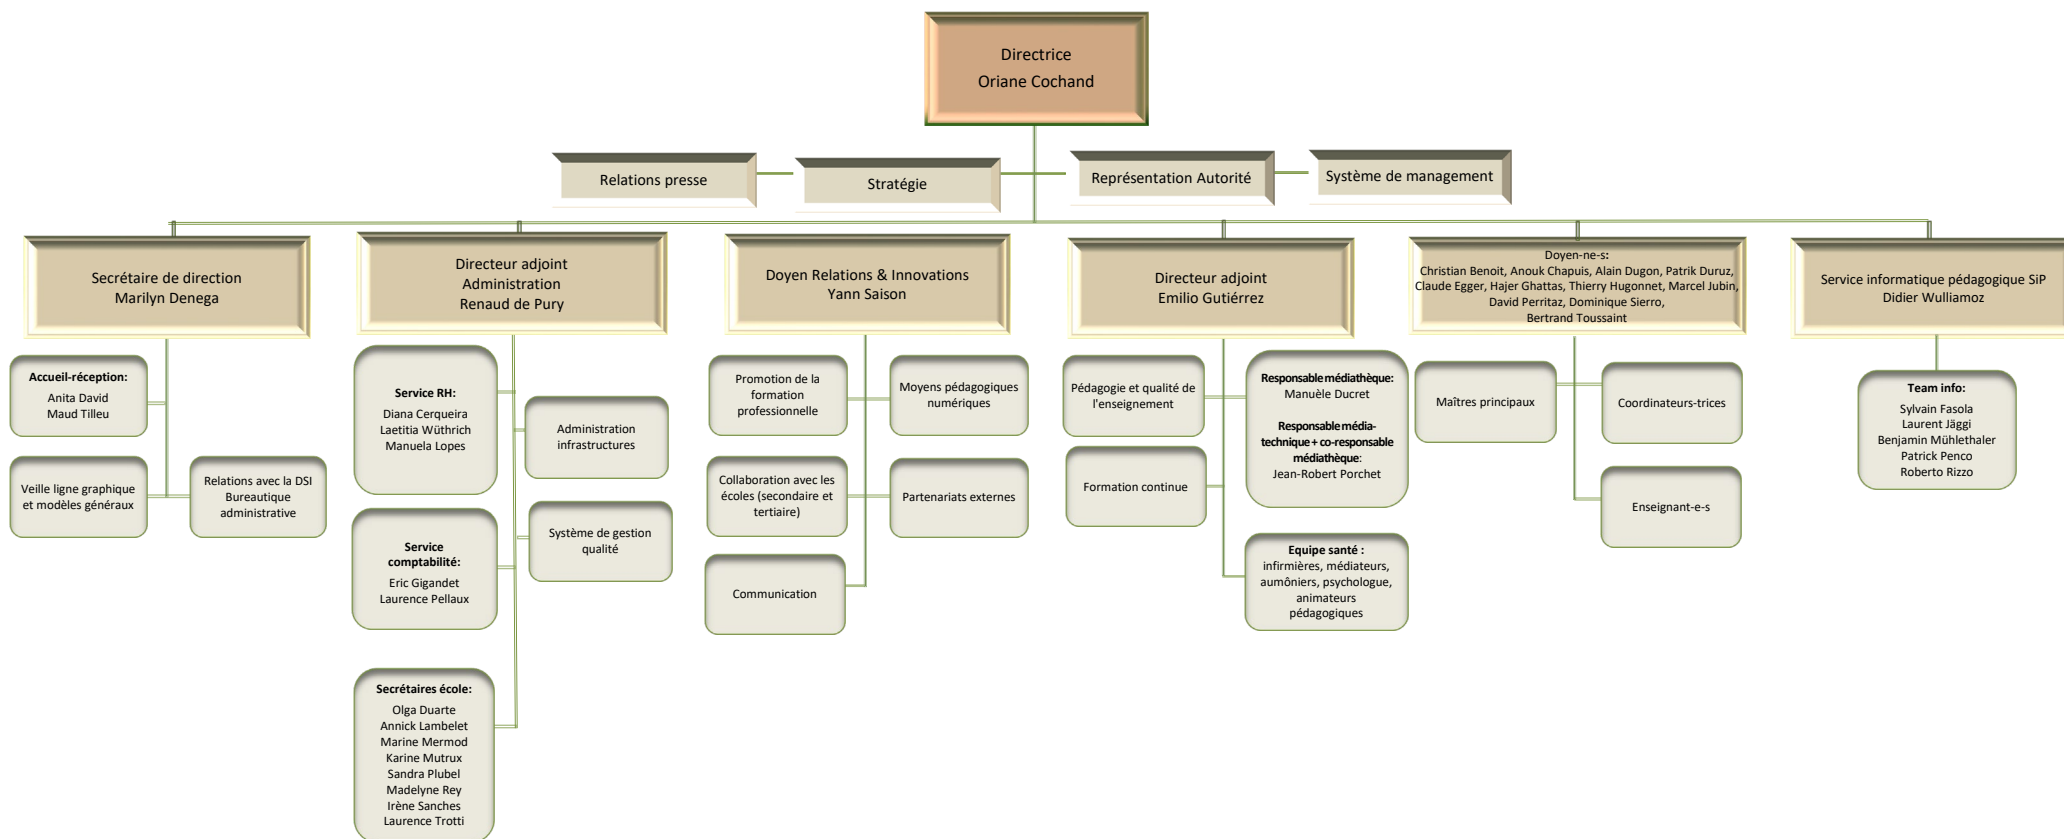 Directrice
Oriane Cochand
Relations presse
Stratégie
Représentation Autorité
Système de management
Secrétaire de direction
Marilyn Denega
Directeur adjoint
Administration
Renaud de Pury
Doyen Relations & Innovations
Yann Saison
Directeur adjoint
Emilio Gutiérrez
Doyen-ne-s:
Christian Benoit, Anouk Chapuis, Alain Dugon, Patrik Duruz,
Claude Egger, Hajer Ghattas, Thierry Hugonnet, Marcel Jubin,
David Perritaz, Dominique Sierro,
Bertrand Toussaint
Service informatique pédagogique SiP
Didier Wulliamoz
Accueil-réception:
Anita David
Maud Tilleu
Veille ligne graphique
et modèles généraux
Relations avec la DSI
Bureautique
administrative
Service RH:
Diana Cerqueira
Laetitia Wüthrich
Manuela Lopes
Administration
infrastructures
Service
comptabilité:
Eric Gigandet
Laurence Pellaux
Système de gestion
qualité
Secrétaires école:
Olga Duarte
Annick Lambelet
Marine Mermod
Karine Mutrux
Sandra Plubel
Madelyne Rey
Irène Sanches
Laurence Trotti
Promotion de la
formation
professionnelle
Moyens pédagogiques
numériques
Collaboration avec les
écoles (secondaire et
tertiaire)
Partenariats externes
Communication
Pédagogie et qualité de
l'enseignement
Responsable médiathèque:
Manuèle Ducret
Responsable média-
technique + co-responsable
médiathèque:
Jean-Robert Porchet
Formation continue
Equipe santé :
infirmières, médiateurs,
aumôniers, psychologue,
animateurs
pédagogiques
Maîtres principaux
Coordinateurs-trices
Enseignant-e-s
Team info:
Sylvain Fasola
Laurent Jäggi
Benjamin Mühlethaler
Patrick Penco
Roberto Rizzo